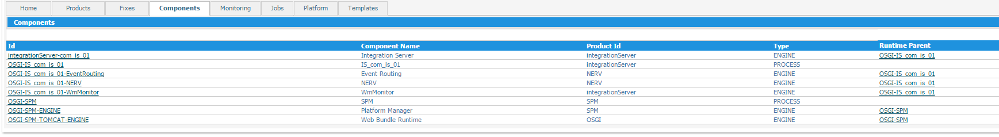 Home Products Fixes Components Monitoring Jobs Platform Templates
Components
Id Component Name Product Id Type Runtime Parent
integrationServer-com_is_01 Integration Server integrationServer ENGINE OSGI-IS_com_is_01
OSGI-IS_com_is_01 IS_com_is_01 integrationServer PROCESS
OSGI-IS_com_is_01-EventRouting Event Routing NERV ENGINE OSGI-IS_com_is_01
OSGI-IS_com_is_01-NERV NERV NERV ENGINE OSGI-IS_com_is_01
OSGI-IS_com_is_01-WmMonitor WmMonitor integrationServer ENGINE OSGI-IS_com_is_01
OSGI-SPM SPM SPM PROCESS
OSGI-SPM-ENGINE Platform Manager SPM ENGINE OSGI-SPM
OSGI-SPM-TOMCAT-ENGINE Web Bundle Runtime OSGI ENGINE OSGI-SPM